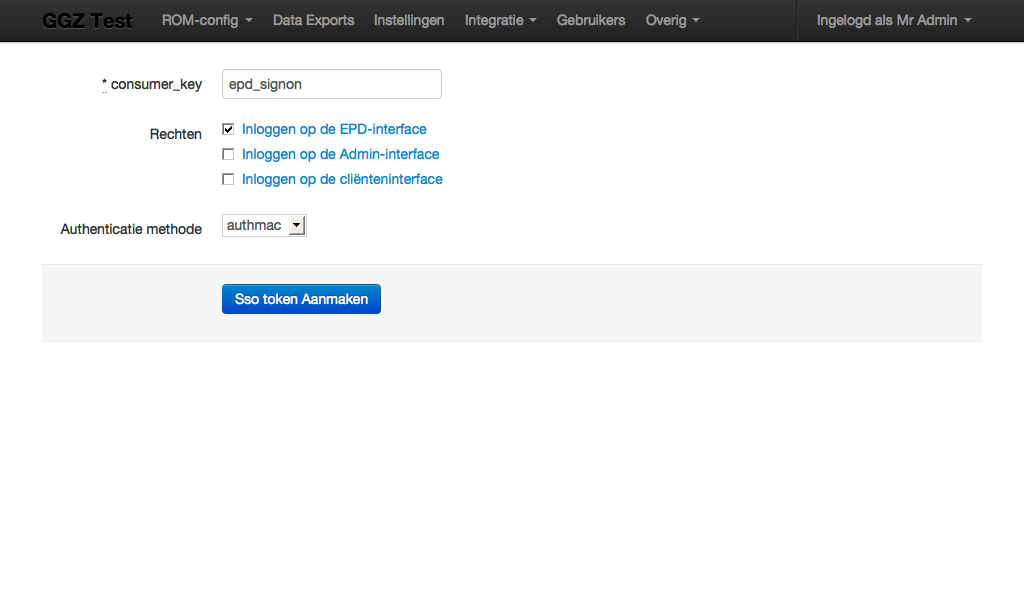 GGZ Test ROM-config Data Exports Instellingen Integratie Gebruikers Overig Ingelogd als Mr Admin
* consumer_key epd_signon
Rechten Inloggen op de EPD-interface
Inloggen op de Admin-interface
Inloggen op de cliënteninterface
Authenticatie methode authmac
Sso token Aanmaken